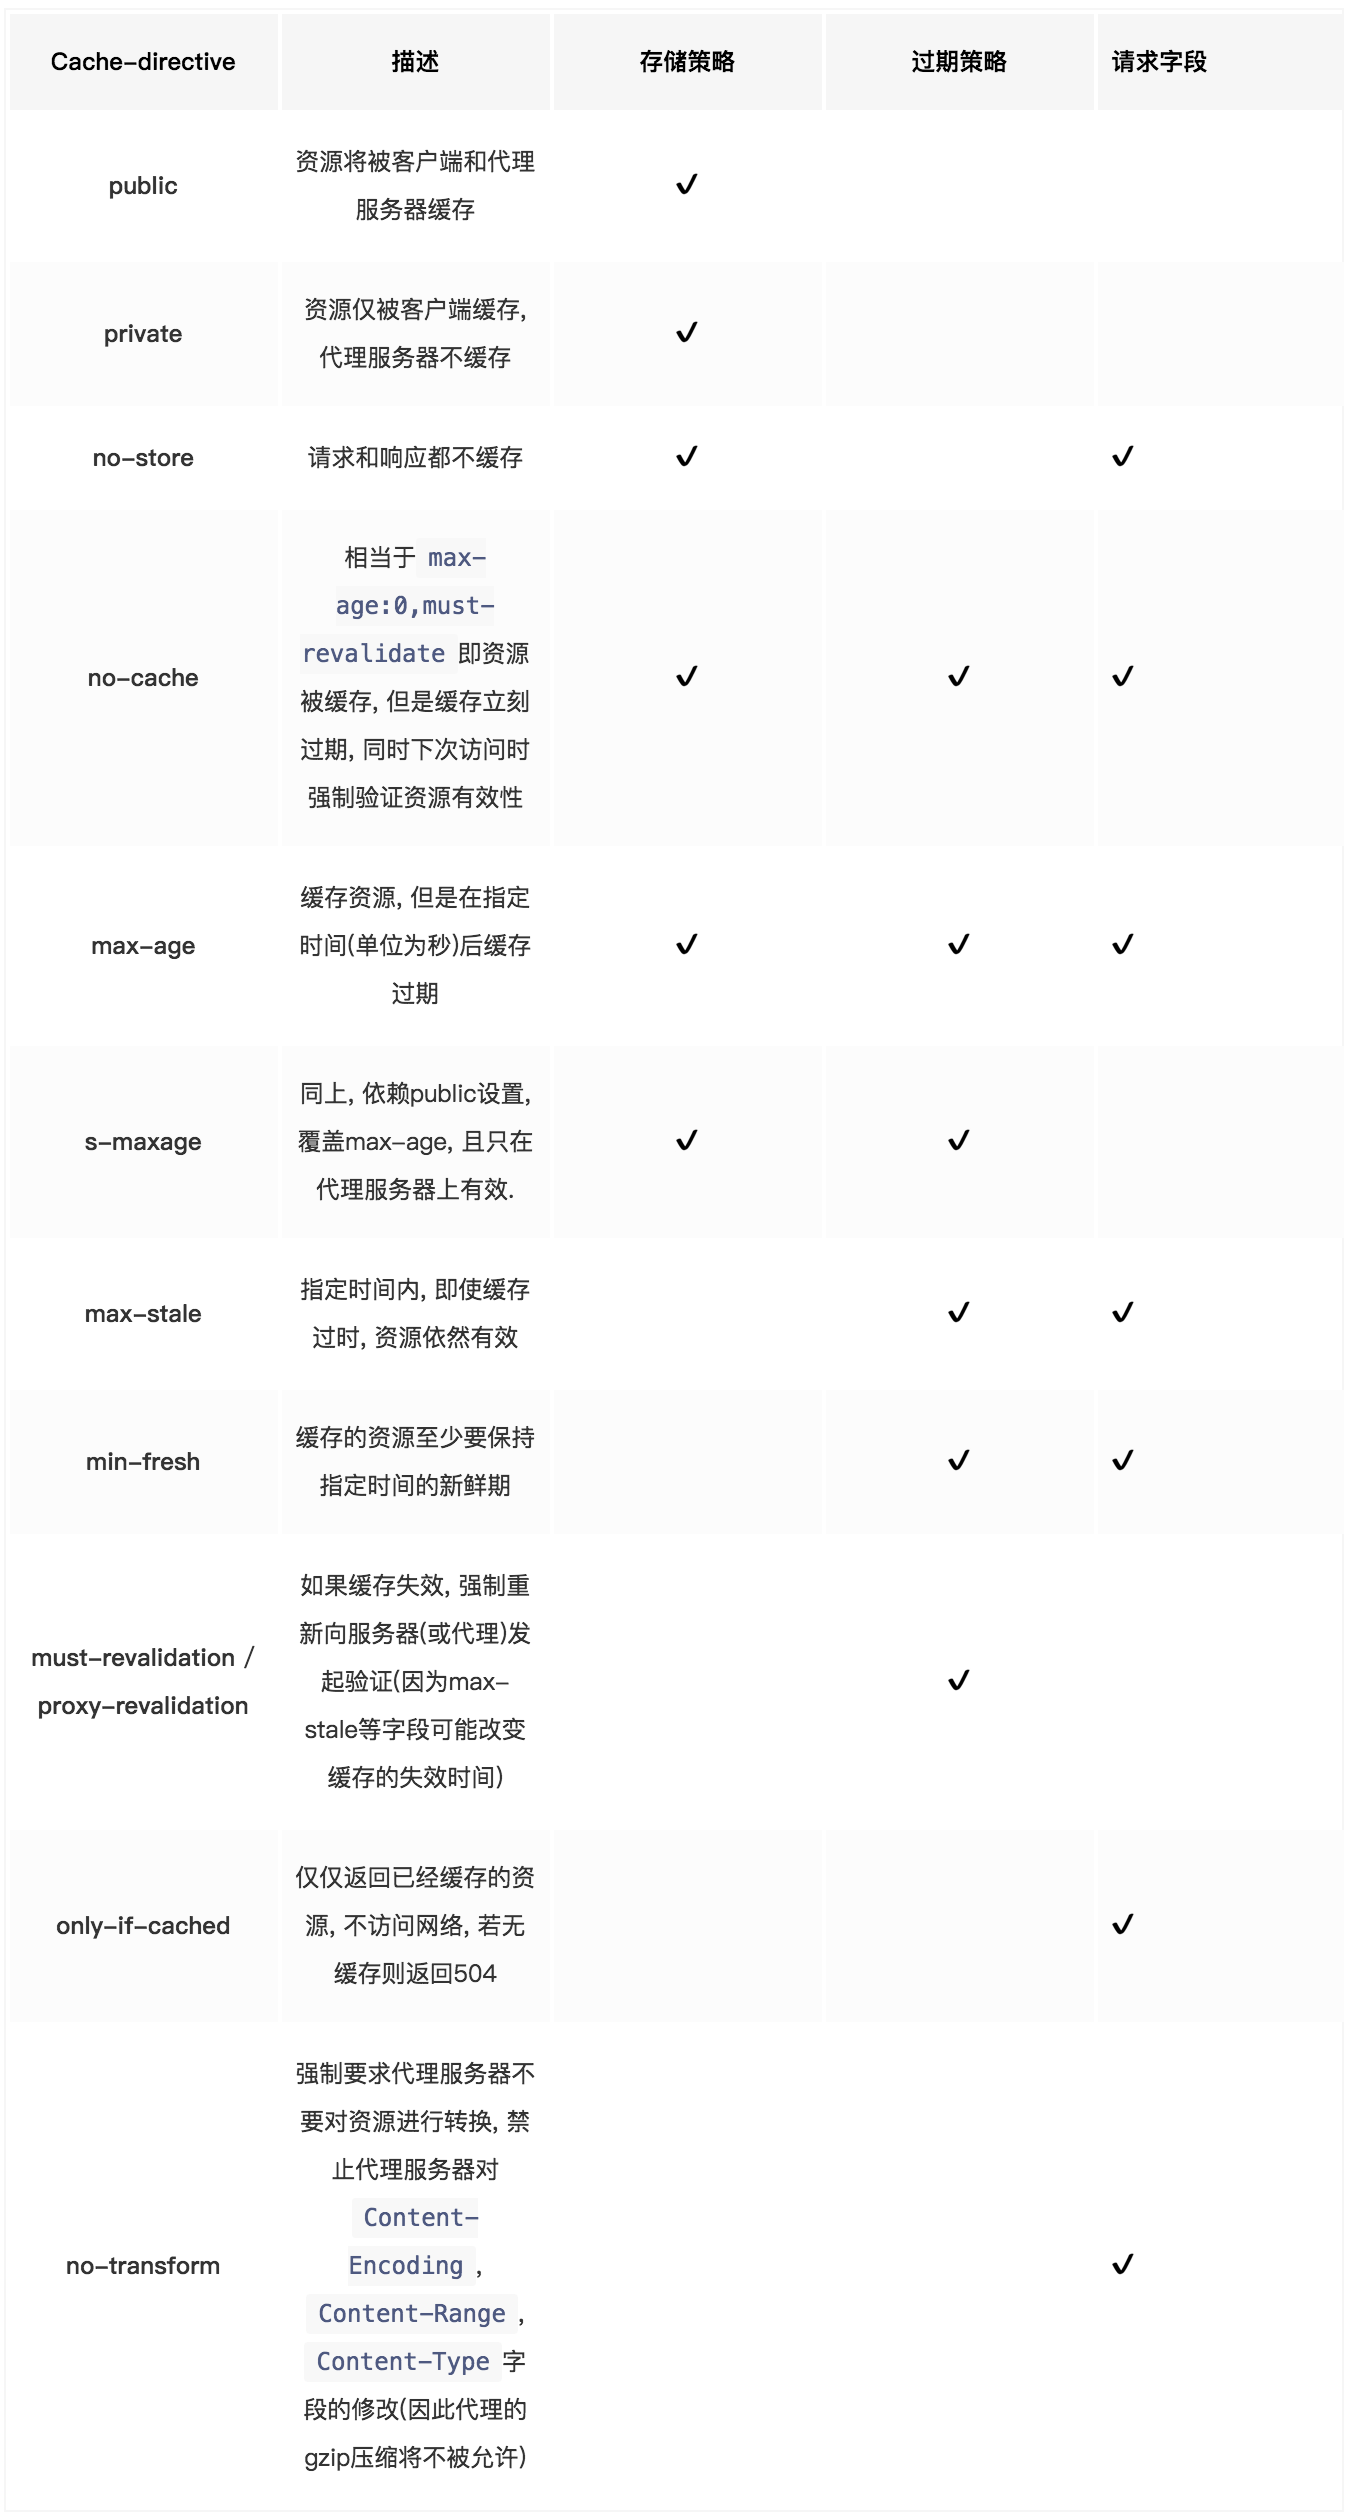 Cache-directive 描述 存储策略 过期策略 请求字段
public
资源将被客户端和代理
服务器缓存
✔
private
资源仅被客户端缓存,
代理服务器不缓存
✔
no-store
请求和响应都不缓存
✔ ✔
no-cache
相当于 max-
age:0,must-
revalidate 即资源
被缓存, 但是缓存立刻
过期, 同时下次访问时
强制验证资源有效性
✔ ✔ ✔
max-age
缓存资源, 但是在指定
时间(单位为秒)后缓存
过期
✔ ✔ ✔
s-maxage
同上, 依赖public设置,
覆盖max-age, 且只在
代理服务器上有效.
✔ ✔
max-stale
指定时间内, 即使缓存
过时, 资源依然有效
✔ ✔
min-fresh
缓存的资源至少要保持
指定时间的新鲜期
✔ ✔
must-revalidation /
proxy-revalidation
如果缓存失效, 强制重
新向服务器(或代理)发
起验证(因为max-
stale等字段可能改变
缓存的失效时间)
✔
only-if-cached
仅仅返回已经缓存的资
源, 不访问网络, 若无
缓存则返回504
✔
no-transform
强制要求代理服务器不
要对资源进行转换, 禁
止代理服务器对
Content-
Encoding ,
Content-Range ,
Content-Type 字
段的修改(因此代理的
gzip压缩将不被允许)
✔